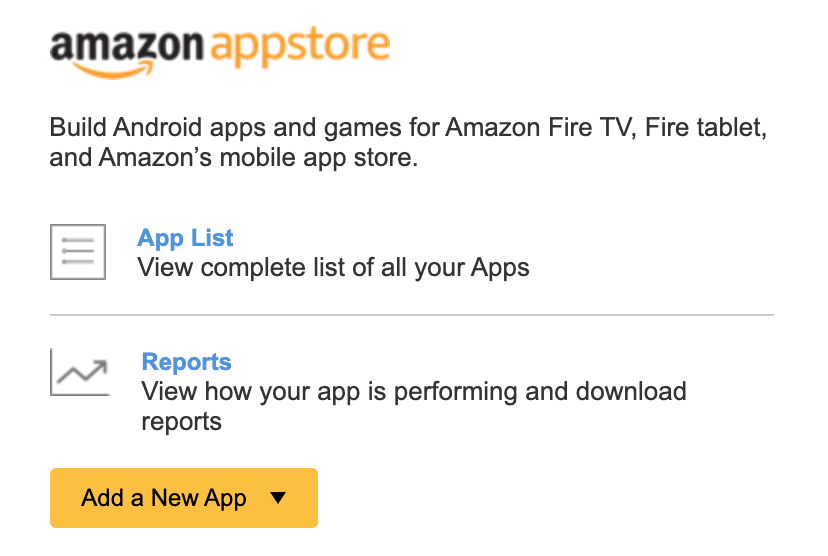 amazon appstore
Build Android apps and games for Amazon Fire TV, Fire tablet,
and Amazon’s mobile app store.
App List
View complete list of all your Apps
Reports
View how your app is performing and download
reports
Add a New App